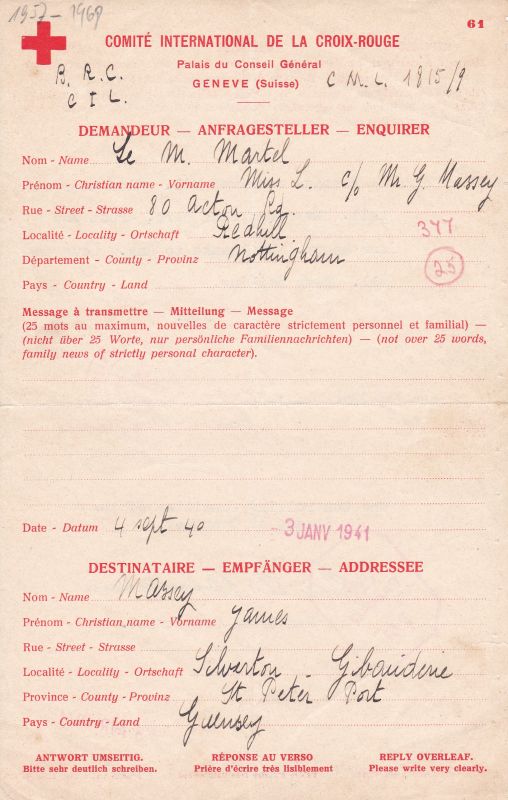 1957-1968
61
COMITÉ INTERNATIONAL DE LA CROIX-ROUGE
Palais du Conseil Général
GENEVE (Suisse)
B. R. C.
C I L.
C M. L. 1815/9
DEMANDEUR — ANFRAGESTELLER — ENQUIRER
Nom - Name Le M. Martel
Prénom - Christian name - Vorname Miss L. c/o Mr. G. Massey
Rue - Street - Strasse 80 Acton Rd.
Localité - Locality - Ortschaft Redhill
377
Département - County - Provinz Nottingham
25
Pays - Country - Land
Message à transmettre — Mitteilung — Message
(25 mots au maximum, nouvelles de caractère strictement personnel et familial) —
(nicht über 25 Worte, nur persönliche Familiennachrichten) — (not over 25 words,
family news of strictly personal character).
Date - Datum 4 sept 40
- 3 JANV 1941
DESTINATAIRE — EMPFÄNGER — ADDRESSEE
Nom - Name Massey
Prénom - Christian name - Vorname James
Rue - Street - Strasse
Localité - Locality - Ortschaft Silverton - Gibauderie
Province - County - Provinz St Peter Port
Pays - Country - Land Guernsey
ANTWORT UMSEITIG. RÉPONSE AU VERSO REPLY OVERLEAF.
Bitte sehr deutlich schreiben. Prière d'écrire très lisiblement Please write very clearly.